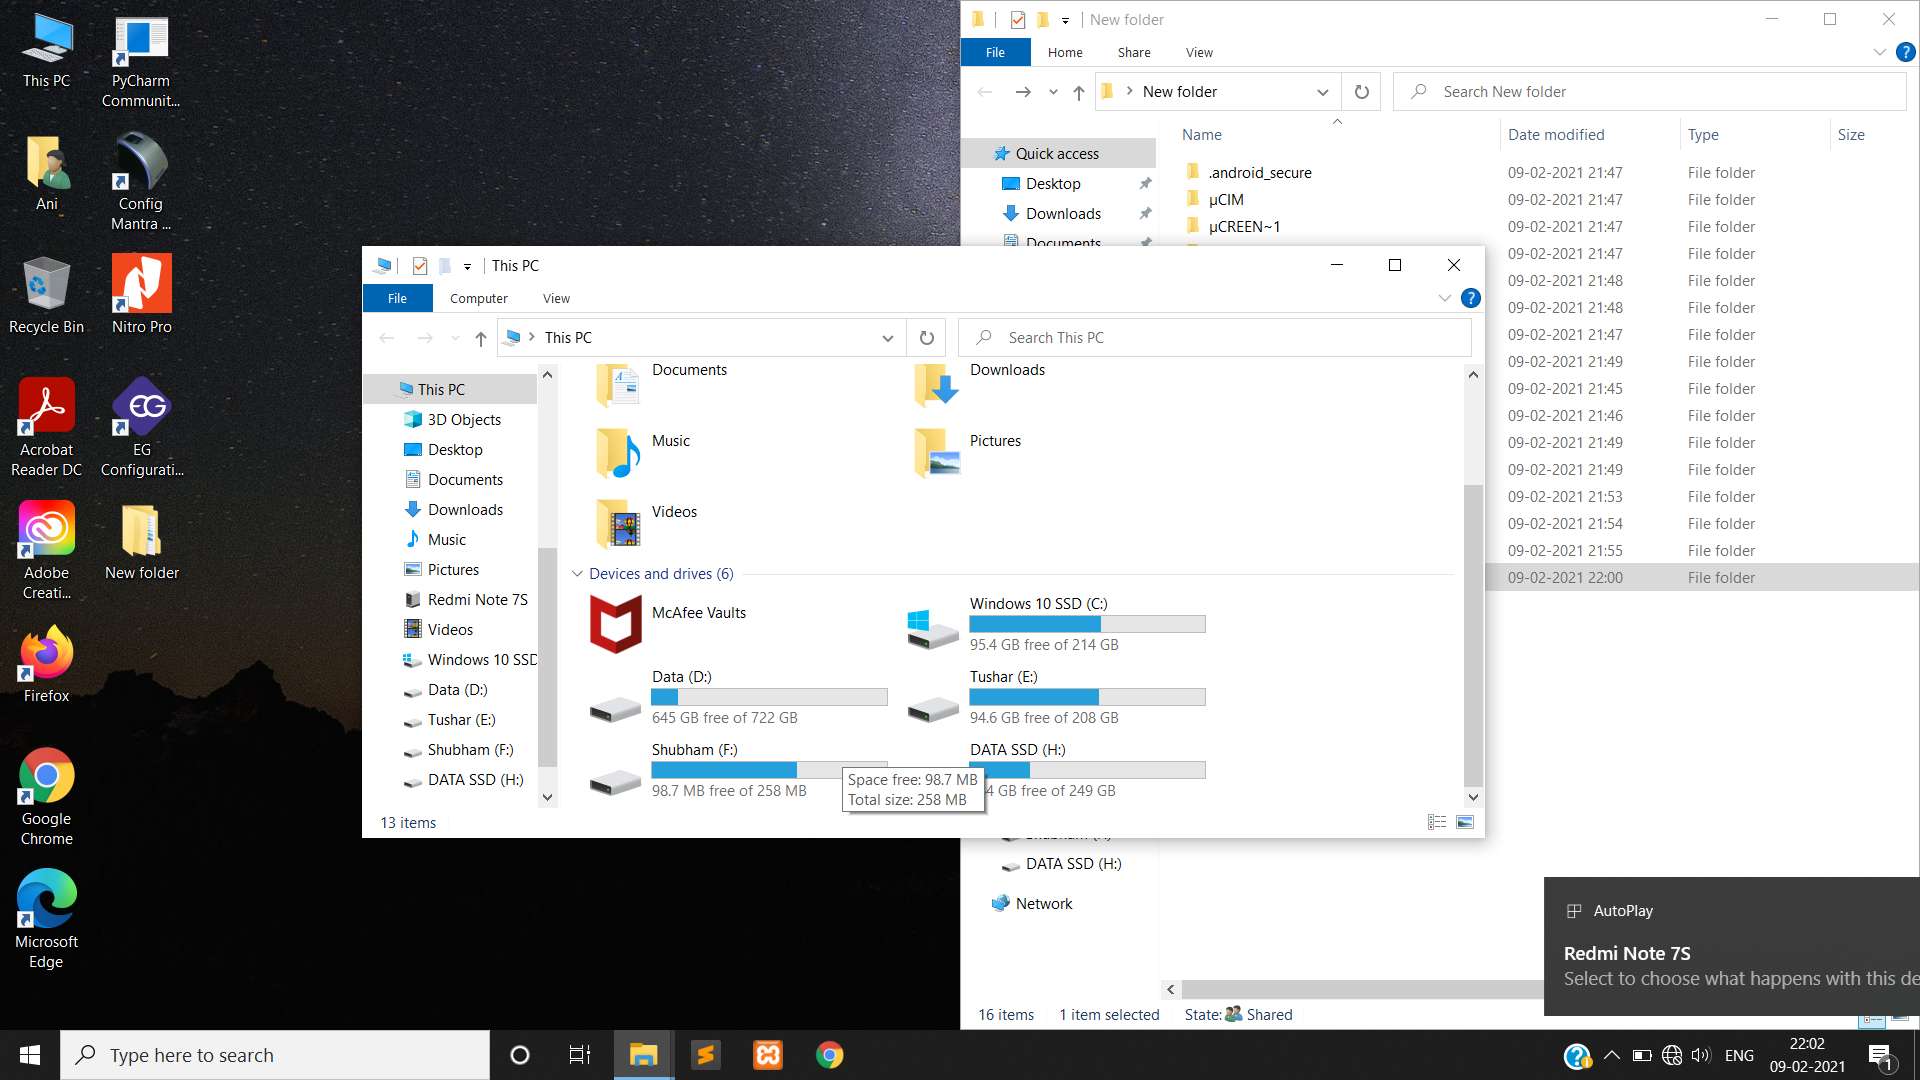 This PC
PyCharm
Communit...
Ani
Config
Mantra ...
Recycle Bin
Nitro Pro
Acrobat
Reader DC
EG
Configurati...
Adobe
Creati...
New folder
Firefox
Google
Chrome
Microsoft
Edge
New folder
File
Home
Share
View
New folder
Search New folder
Name
Date modified
Type
Size
Quick access
Desktop
Downloads
Documents
.android_secure 09-02-2021 21:47 File folder
µCIM 09-02-2021 21:47 File folder
µCREEN~1 09-02-2021 21:47 File folder
09-02-2021 21:47 File folder
09-02-2021 21:48 File folder
09-02-2021 21:48 File folder
09-02-2021 21:47 File folder
09-02-2021 21:49 File folder
09-02-2021 21:45 File folder
09-02-2021 21:46 File folder
09-02-2021 21:49 File folder
09-02-2021 21:49 File folder
09-02-2021 21:53 File folder
09-02-2021 21:54 File folder
09-02-2021 21:55 File folder
09-02-2021 22:00 File folder
This PC
File
Computer
View
This PC
Search This PC
This PC
3D Objects
Desktop
Documents
Downloads
Music
Pictures
Redmi Note 7S
Videos
Windows 10 SSD
Data (D:)
Tushar (E:)
Shubham (F:)
DATA SSD (H:)
Documents
Downloads
Music
Pictures
Videos
Devices and drives (6)
McAfee Vaults
Windows 10 SSD (C:)
95.4 GB free of 214 GB
Data (D:)
645 GB free of 722 GB
Tushar (E:)
94.6 GB free of 208 GB
Shubham (F:)
98.7 MB free of 258 MB
DATA SSD (H:)
GB free of 249 GB
Space free: 98.7 MB
Total size: 258 MB
13 items
DATA SSD (H:)
Network
16 items
1 item selected
State:
Shared
AutoPlay
Redmi Note 7S
Select to choose what happens with this de
Type here to search
ENG
22:02
09-02-2021
1